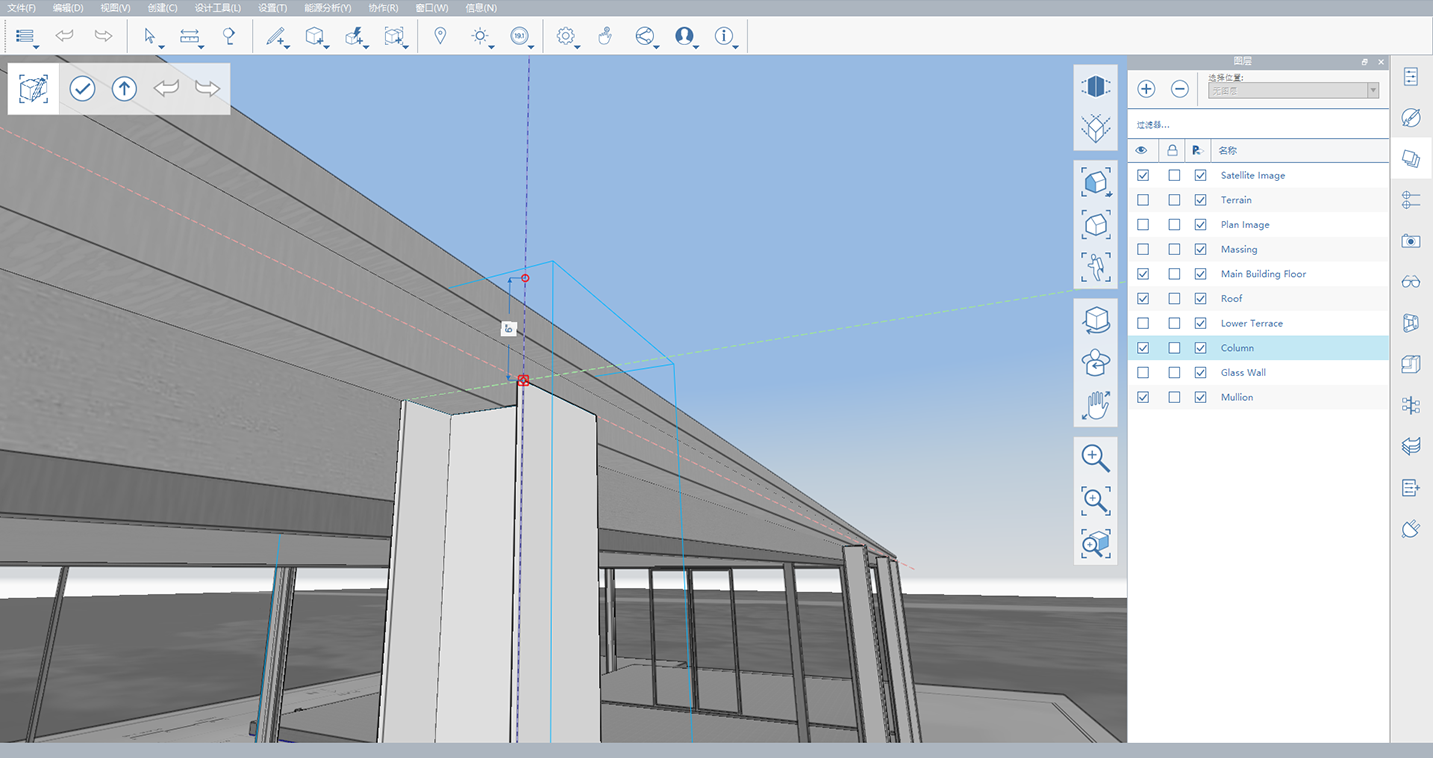 文件(F) 编辑(D) 视图(V) 创建(C) 设计工具(L) 设置(T) 能源分析(Y) 协作(R) 窗口(W) 信息(N)
19:1
图层
选择位置:
无图层
过滤器...
名称
Satellite Image
Terrain
Plan Image
Massing
Main Building Floor
Roof
Lower Terrace
Column
Glass Wall
Mullion